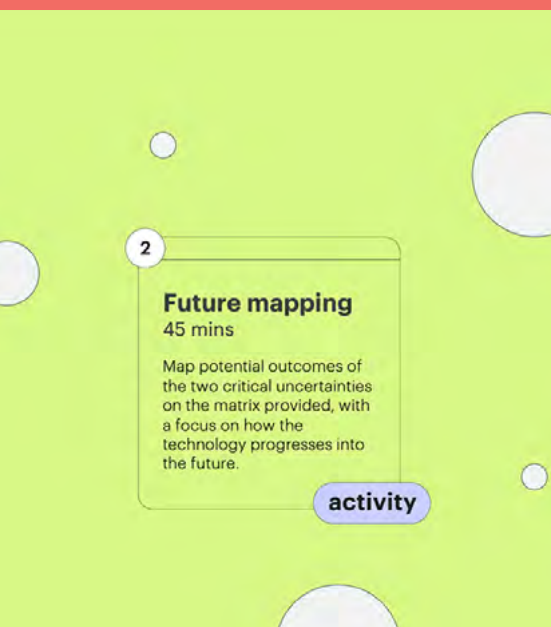 2
Future mapping
45 mins
Map potential outcomes of
the two critical uncertainties
on the matrix provided, with
a focus on how the
technology progresses into
the future.
activity